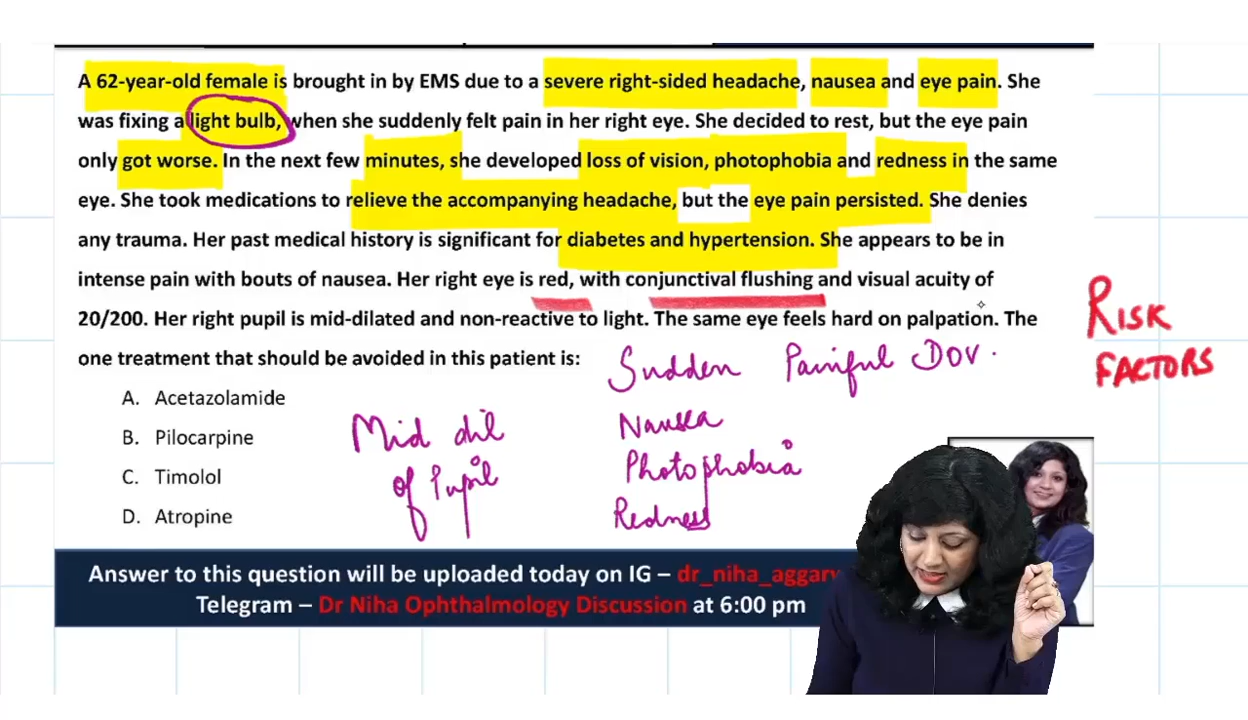 A 62-year-old female is brought in by EMS due to a severe right-sided headache, nausea and eye pain. She
was fixing a light bulb, when she suddenly felt pain in her right eye. She decided to rest, but the eye pain
only got worse. In the next few minutes, she developed loss of vision, photophobia and redness in the same
eye. She took medications to relieve the accompanying headache, but the eye pain persisted. She denies
any trauma. Her past medical history is significant for diabetes and hypertension. She appears to be in
intense pain with bouts of nausea. Her right eye is red, with conjunctival flushing and visual acuity of
20/200. Her right pupil is mid-dilated and non-reactive to light. The same eye feels hard on palpation. The
one treatment that should be avoided in this patient is:
RISK
FACTORS
Sudden Painful DOV.
A. Acetazolamide
B. Pilocarpine
C. Timolol
D. Atropine
Mid dil
of Pupil
Nausea
Photophobia
Redness
Answer to this question will be uploaded today on IG – dr_niha_aggarw
Telegram – Dr Niha Ophthalmology Discussion at 6:00 pm